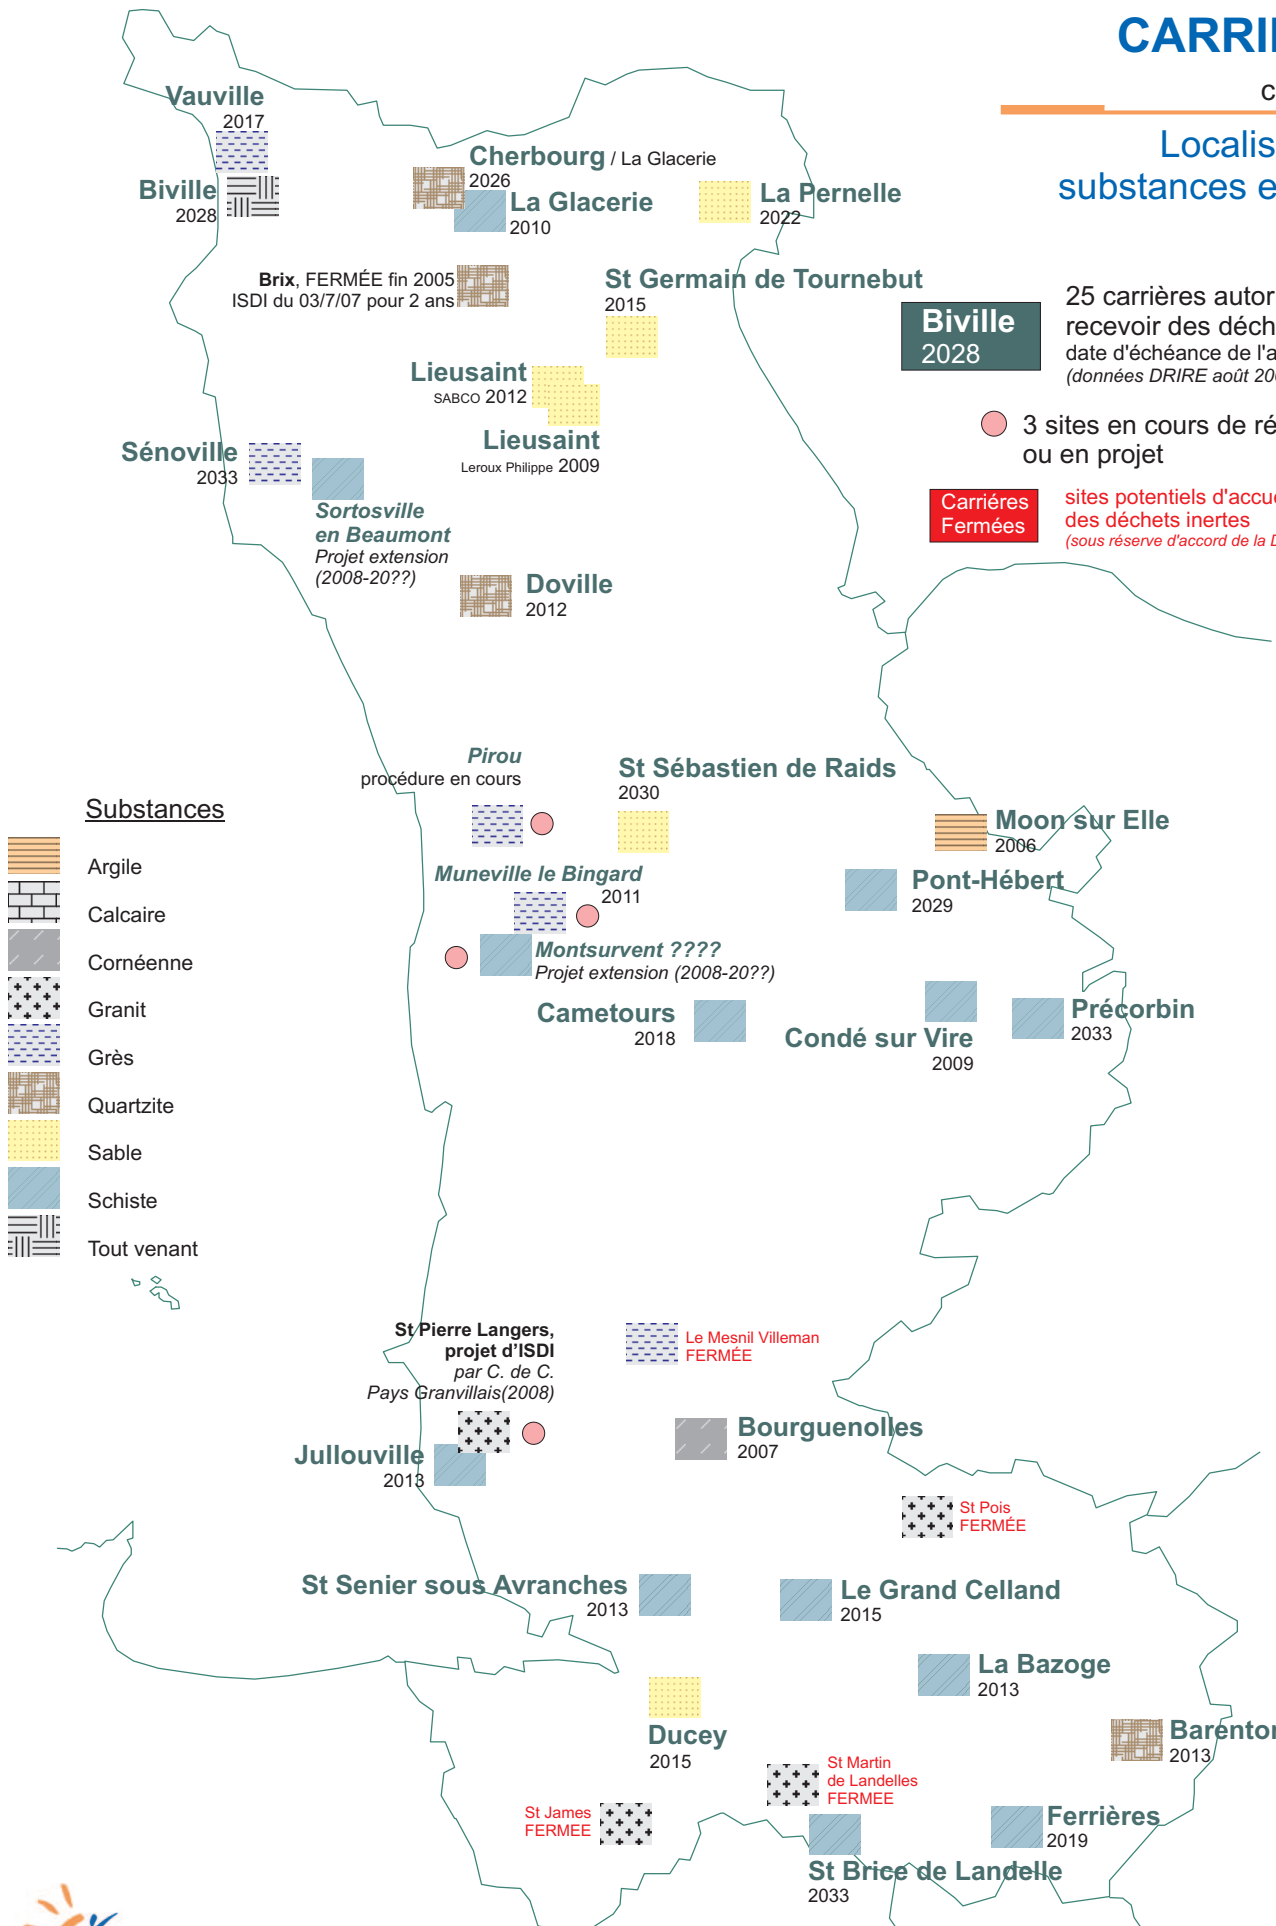 CARRI
C
Localis
substances e
Vauville
2017
Biville
2028
Cherbourg / La Glacerie
2026
La Glacerie
2010
La Pernelle
2022
Brix, FERMÉE fin 2005
ISDI du 03/7/07 pour 2 ans
St Germain de Tournebut
2015
Biville
2028
25 carrières autor
recevoir des déch
date d'échéance de l'a
(données DRIRE août 20
Lieusaint
SABCO 2012
Lieusaint
Leroux Philippe 2009
3 sites en cours de ré
ou en projet
Sénoville
2033
Carriéres
Fermées
sites potentiels d'accu
des déchets inertes
(sous réserve d'accord de la D
Sortosville
en Beaumont
Projet extension
(2008-20??)
Doville
2012
Pirou
procédure en cours
St Sébastien de Raids
2030
Moon sur Elle
2006
Muneville le Bingard
2011
Pont-Hébert
2029
Montsurvent ????
Projet extension (2008-20??)
Cametours
2018
Condé sur Vire
2009
Précorbin
2033
Substances
Argile
Calcaire
Cornéenne
Granit
Grès
Quartzite
Sable
Schiste
Tout venant
St Pierre Langers,
projet d'ISDI
par C. de C.
Pays Granvillais(2008)
Le Mesnil Villeman
FERMÉE
Jullouville
2013
Bourguenolles
2007
St Pois
FERMÉE
St Senier sous Avranches
2013
Le Grand Celland
2015
La Bazoge
2013
Ducey
2015
Barenton
2013
St Martin
de Landelles
FERMEE
St James
FERMEE
Ferrières
2019
St Brice de Landelle
2033